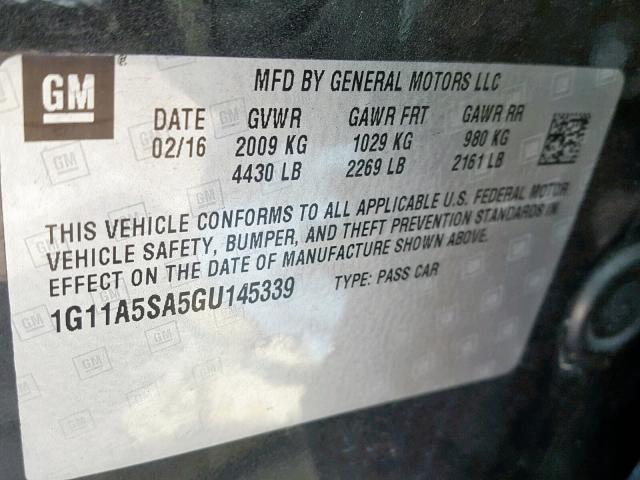 GM
MFD BY GENERAL MOTORS LLC
DATE GVWR GAWR FRT GAWR RR
02/16 2009 KG 1029 KG 980 KG
4430 LB 2269 LB 2161 LB
THIS VEHICLE CONFORMS TO ALL APPLICABLE U.S. FEDERAL MOTOR
VEHICLE SAFETY, BUMPER, AND THEFT PREVENTION STANDARDS IN
EFFECT ON THE DATE OF MANUFACTURE SHOWN ABOVE.
1G11A5SA5GU145339 TYPE: PASS CAR